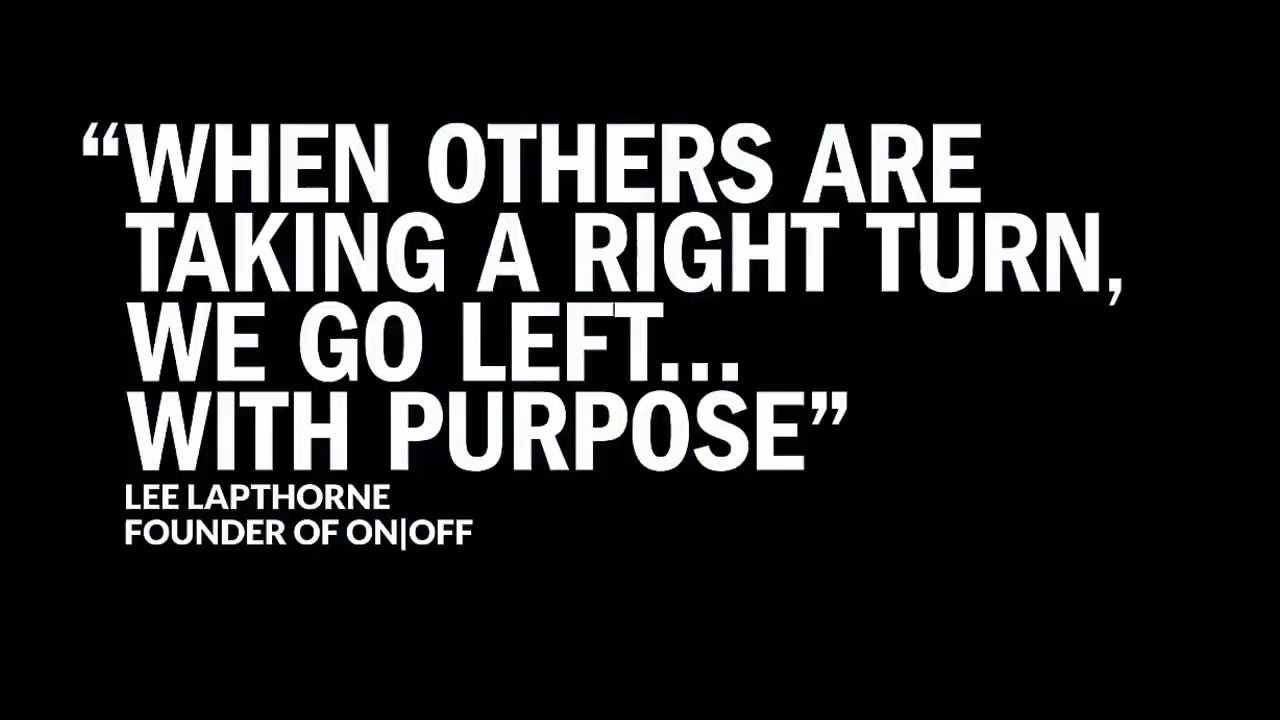 “WHEN OTHERS ARE
TAKING A RIGHT TURN,
WE GO LEFT...
WITH PURPOSE”
LEE LAPTHORNE
FOUNDER OF ON|OFF